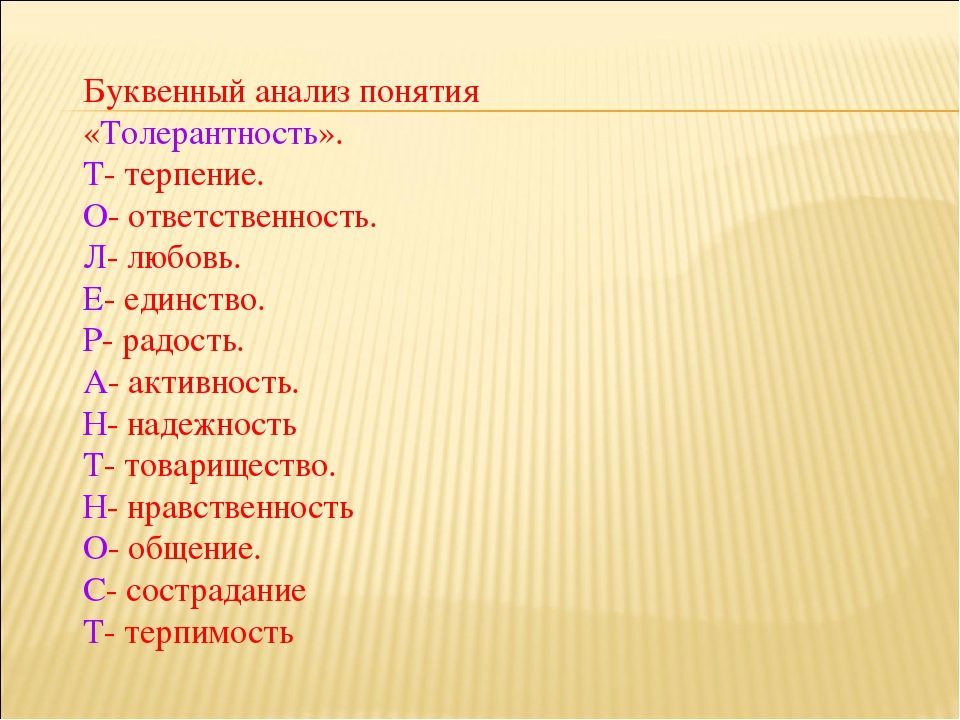 Буквенный анализ понятия
«Толерантность».
Т- терпение.
О- ответственность.
Л- любовь.
Е- единство.
Р- радость.
А- активность.
Н- надежность
Т- товарищество.
Н- нравственность
О- общение.
С- сострадание
Т- терпимость